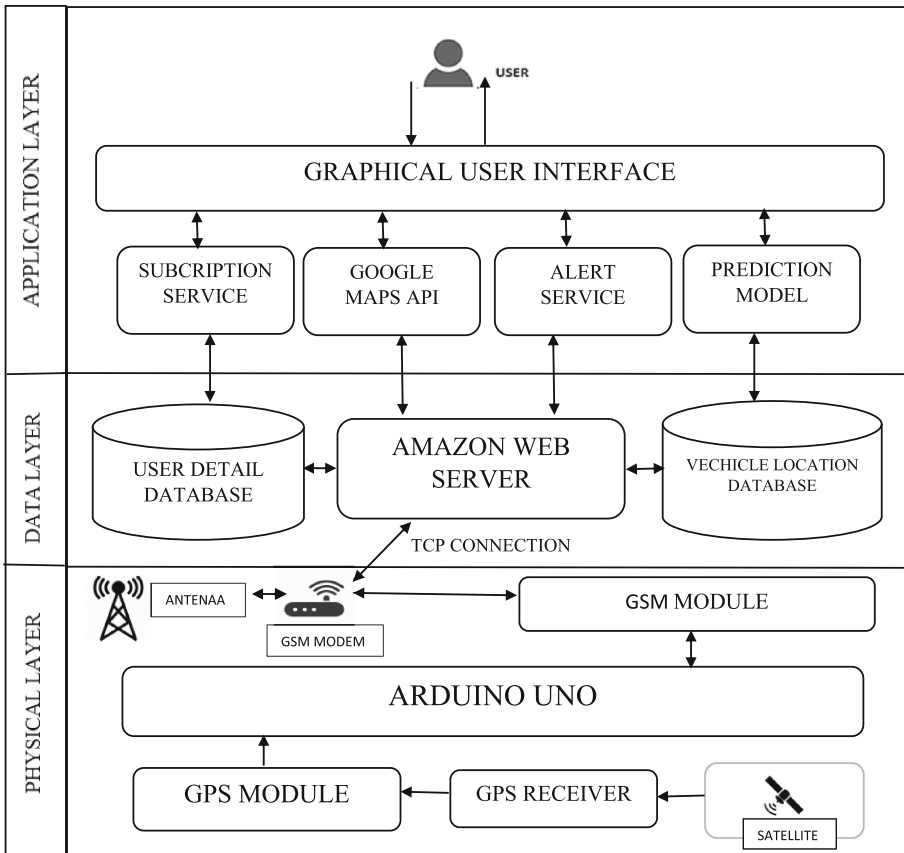 APPLICATION LAYER
USER
GRAPHICAL USER INTERFACE
SUBCRIPTION
SERVICE
GOOGLE
MAPS API
ALERT
SERVICE
PREDICTION
MODEL
DATA LAYER
USER DETAIL
DATABASE
AMAZON WEB
SERVER
VECHICLE LOCATION
DATABASE
TCP CONNECTION
PHYSICAL LAYER
ANTENAA
GSM MODEM
GSM MODULE
ARDUINO UNO
GPS MODULE
GPS RECEIVER
SATELLITE